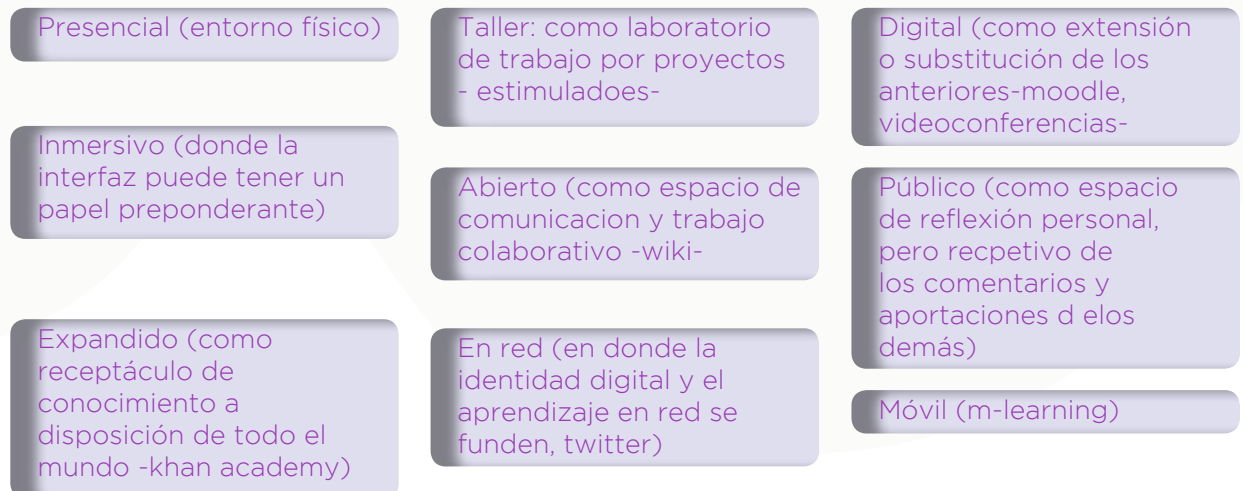 Presencial (entorno físico)
Taller: como laboratorio
de trabajo por proyectos
- estimuladoes-
Digital (como extensión
o substitución de los
anteriores-moodle,
videoconferencias-
Inmersivo (donde la
interfaz puede tener un
papel preponderante)
Abierto (como espacio de
comunicacion y trabajo
colaborativo -wiki-
Público (como espacio
de reflexión personal,
pero recpetivo de
los comentarios y
aportaciones d elos
demás)
Expandido (como
receptáculo de
conocimiento a
disposición de todo el
mundo -khan academy)
En red (en donde la
identidad digital y el
aprendizaje en red se
funden, twitter)
Móvil (m-learning)